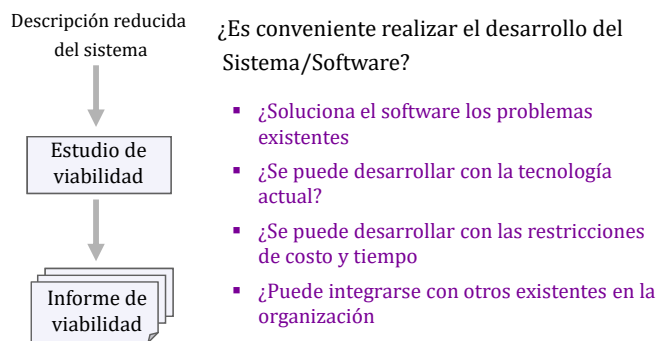 Descripción reducida
del sistema
Estudio de
viabilidad
Informe de
viabilidad
¿Es conveniente realizar el desarrollo del
Sistema/Software?
▪ ¿Soluciona el software los problemas
existentes
▪ ¿Se puede desarrollar con la tecnología
actual?
▪ ¿Se puede desarrollar con las restricciones
de costo y tiempo
▪ ¿Puede integrarse con otros existentes en la
organización